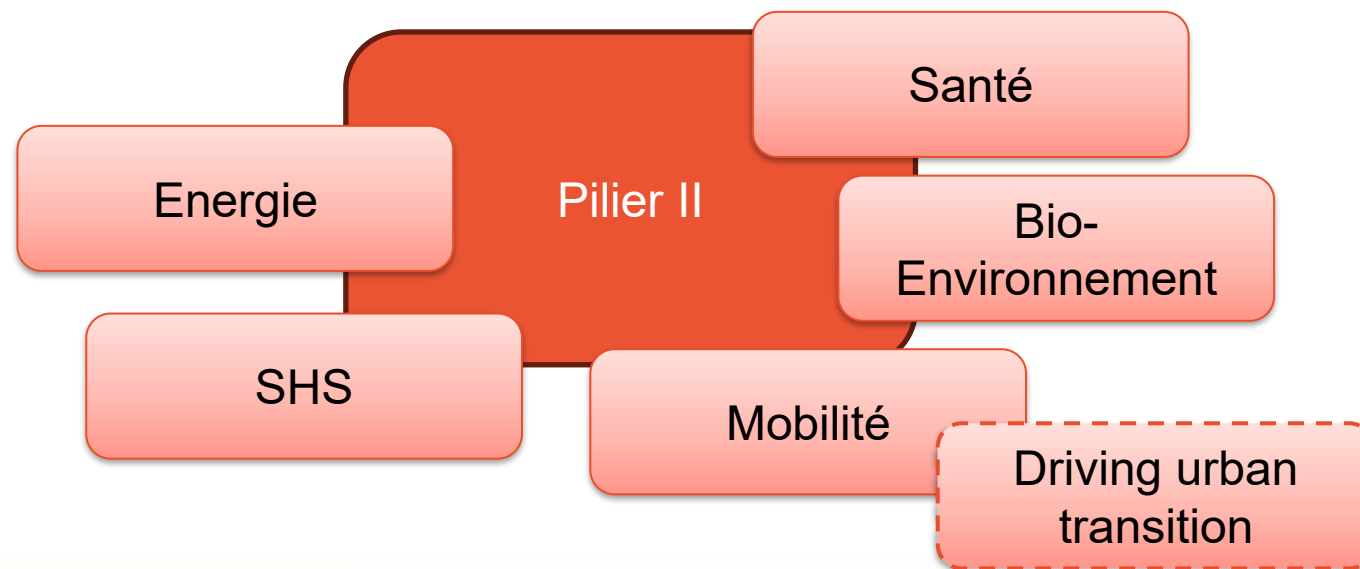 Santé
Energie
Pilier II
Bio-
Environnement
SHS
Mobilité
Driving urban
transition